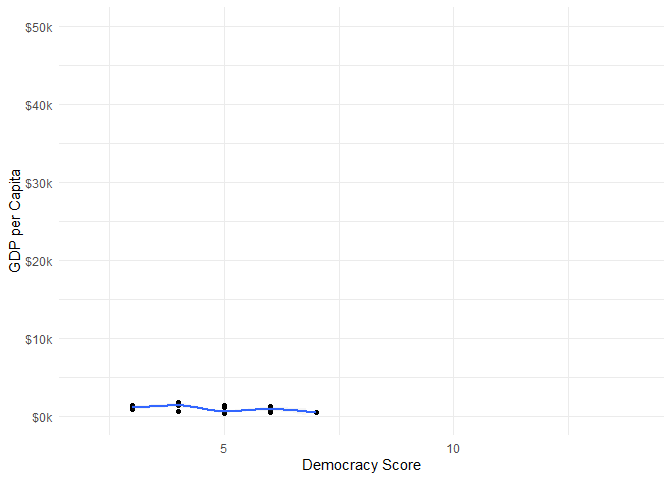 $50k
$40k
$30k
$20k
$10k
$0k
GDP per Capita
5
10
Democracy Score